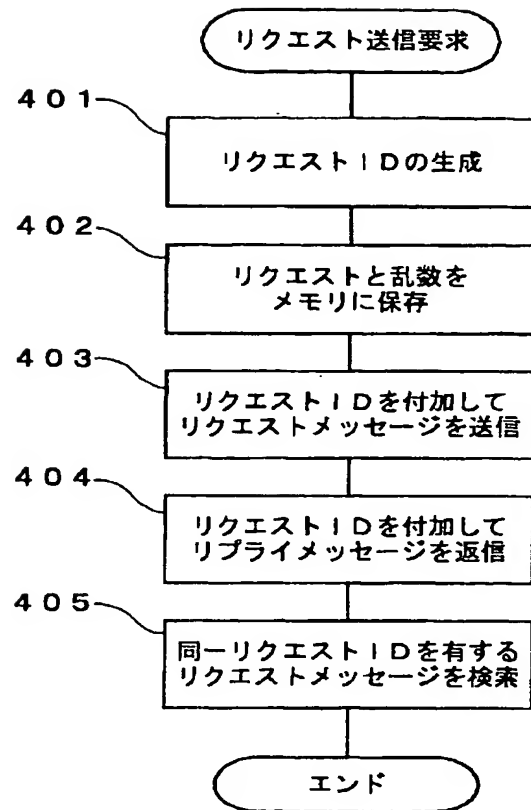 リクエスト送信要求
401
リクエストIDの生成
402
リクエストと乱数を
メモリに保存
403
リクエストIDを付加して
リクエストメッセージを送信
404
リクエストIDを付加して
リプライメッセージを返信
405
同一リクエストIDを有する
リクエストメッセージを検索
エンド